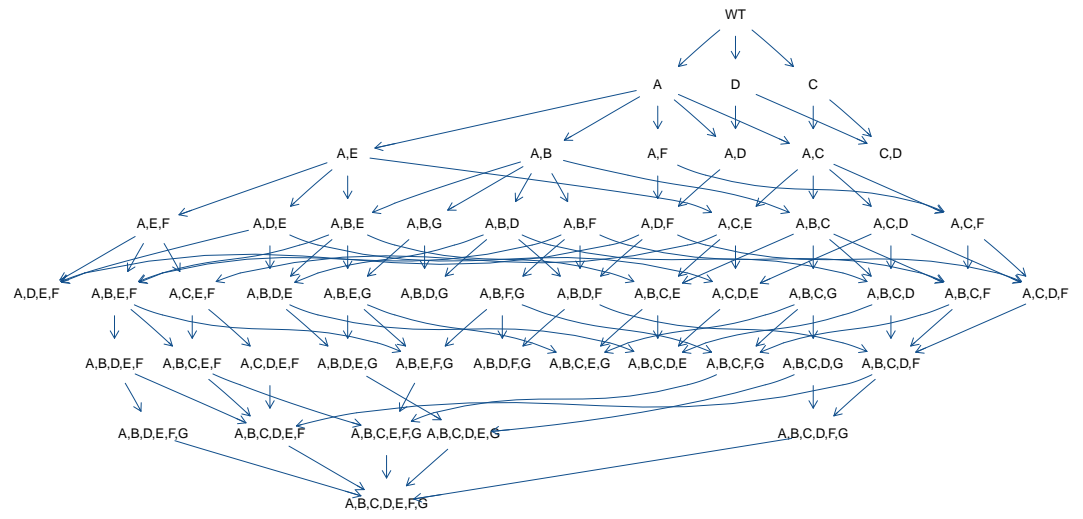 WT
A D C
A,E A,B A,F A,D A,C C,D
A,E,F A,D,E A,B,E A,B,G A,B,D A,B,F A,D,F A,C,E A,B,C A,C,D A,C,F
A,D,E,F A,B,E,F A,C,E,F A,B,D,E A,B,E,G A,B,D,G A,B,F,G A,B,D,F A,B,C,E A,C,D,E A,B,C,G A,B,C,D A,B,C,F A,C,D,F
A,B,D,E,F A,B,C,E,F A,C,D,E,F A,B,D,E,G A,B,E,F,G A,B,D,F,G A,B,C,E,G A,B,C,D,E A,B,C,F,G A,B,C,D,G A,B,C,D,F
A,B,D,E,F,G A,B,C,D,E,F A,B,C,E,F,G A,B,C,D,E,G A,B,C,D,F,G
A,B,C,D,E,F,G